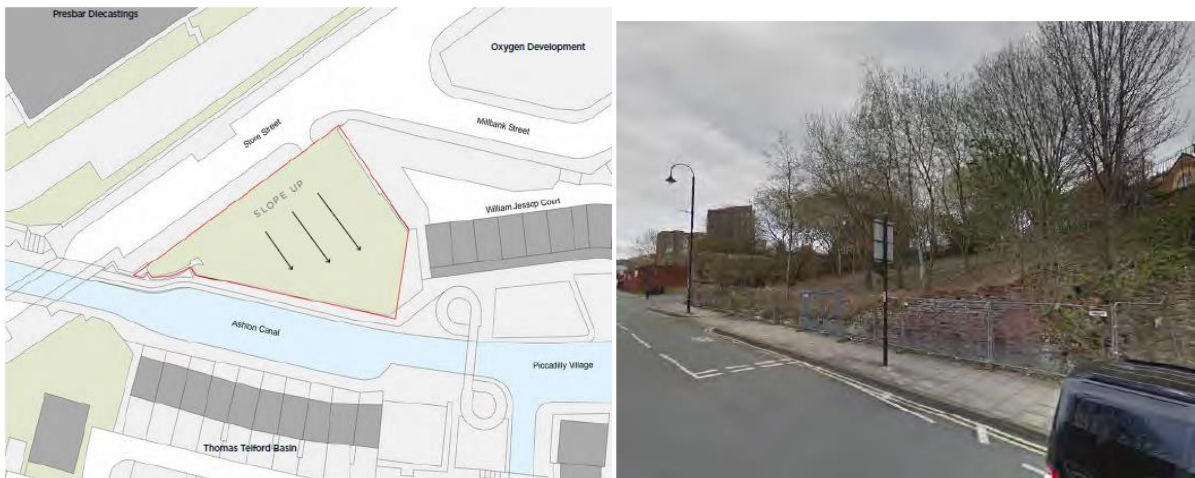 Presbar Diecastings
Oxygen Development
Store Street
Millbank Street
SLOPE UP
William Jessop Court
Ashton Canal
Piccadilly Village
Thomas Telford Basin